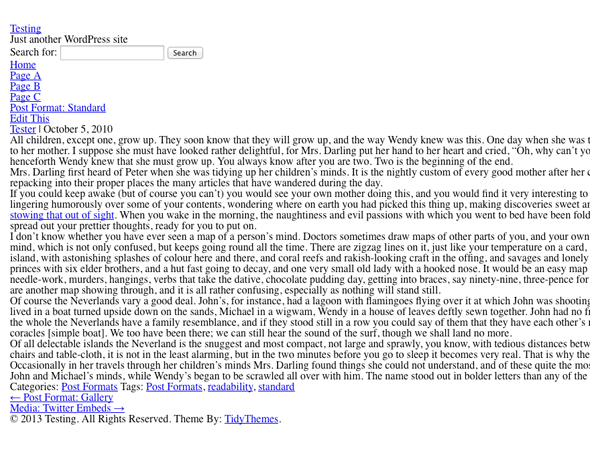 Testing
Just another WordPress site
Search for: Search
Home
Page A
Page B
Page C
Post Format: Standard
Edit This
Tester | October 5, 2010
All children, except one, grow up. They soon know that they will grow up, and the way Wendy knew was this. One day when she was t
to her mother. I suppose she must have looked rather delightful, for Mrs. Darling put her hand to her heart and cried, “Oh, why can’t yo
henceforth Wendy knew that she must grow up. You always know after you are two. Two is the beginning of the end.
Mrs. Darling first heard of Peter when she was tidying up her children’s minds. It is the nightly custom of every good mother after her c
repacking into their proper places the many articles that have wandered during the day.
If you could keep awake (but of course you can’t) you would see your own mother doing this, and you would find it very interesting to
lingering humorously over some of your contents, wondering where on earth you had picked this thing up, making discoveries sweet an
stowing that out of sight. When you wake in the morning, the naughtiness and evil passions with which you went to bed have been fold
spread out your prettier thoughts, ready for you to put on.
I don’t know whether you have ever seen a map of a person’s mind. Doctors sometimes draw maps of other parts of you, and your own
mind, which is not only confused, but keeps going round all the time. There are zigzag lines on it, just like your temperature on a card,
island, with astonishing splashes of colour here and there, and coral reefs and rakish-looking craft in the offing, and savages and lonely
princes with six elder brothers, and a hut fast going to decay, and one very small old lady with a hooked nose. It would be an easy map
needle-work, murders, hangings, verbs that take the dative, chocolate pudding day, getting into braces, say ninety-nine, three-pence for
are another map showing through, and it is all rather confusing, especially as nothing will stand still.
Of course the Neverlands vary a good deal. John’s, for instance, had a lagoon with flamingoes flying over it at which John was shooting
lived in a boat turned upside down on the sands, Michael in a wigwam, Wendy in a house of leaves deftly sewn together. John had no f
the whole the Neverlands have a family resemblance, and if they stood still in a row you could say of them that they have each other’s n
coracles [simple boat]. We too have been there; we can still hear the sound of the surf, though we shall land no more.
Of all delectable islands the Neverland is the snuggest and most compact, not large and sprawly, you know, with tedious distances betw
chairs and table-cloth, it is not in the least alarming, but in the two minutes before you go to sleep it becomes very real. That is why the
Occasionally in her travels through her children’s minds Mrs. Darling found things she could not understand, and of these quite the mos
John and Michael’s minds, while Wendy’s began to be scrawled all over with him. The name stood out in bolder letters than any of the
Categories: Post Formats Tags: Post Formats, readability, standard
← Post Format: Gallery
Media: Twitter Embeds →
© 2013 Testing. All Rights Reserved. Theme By: TidyThemes.